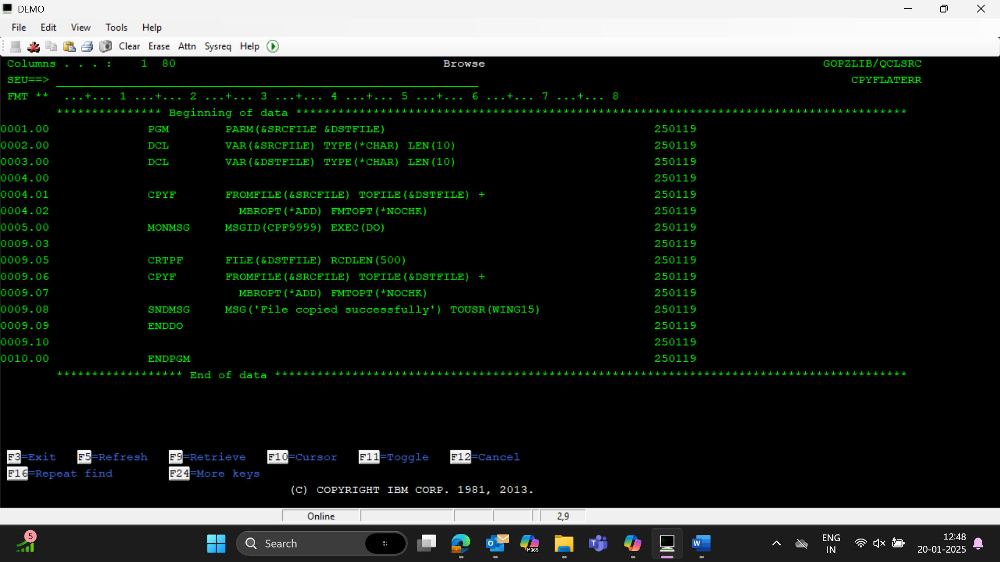 DEMO
File Edit View Tools Help
Clear Erase Attn Sysreq Help
Columns . . . :    1  80                                      Browse                                                GOPZLIB/QCLSRC
SEU==> ____________________________________________________________ CPYFLATERR
FMT **  ...+... 1 ...+... 2 ...+... 3 ...+... 4 ...+... 5 ...+... 6 ...+... 7 ...+... 8
*************** Beginning of data ***************************************************************************************
0001.00 PGM PARM(&SRCFILE &DSTFILE) 250119
0002.00 DCL VAR(&SRCFILE) TYPE(*CHAR) LEN(10) 250119
0003.00 DCL VAR(&DSTFILE) TYPE(*CHAR) LEN(10) 250119
0004.00 250119
0004.01 CPYF FROMFILE(&SRCFILE) TOFILE(&DSTFILE) + 250119
0004.02 MBROPT(*ADD) FMTOPT(*NOCHK) 250119
0005.00 MONMSG MSGID(CPF9999) EXEC(DO) 250119
0009.03 250119
0009.05 CRTPF FILE(&DSTFILE) RCDLEN(500) 250119
0009.06 CPYF FROMFILE(&SRCFILE) TOFILE(&DSTFILE) + 250119
0009.07 MBROPT(*ADD) FMTOPT(*NOCHK) 250119
0009.08 SNDMSG MSG('File copied successfully') TOUSR(WING15) 250119
0009.09 ENDDO 250119
0009.10 250119
0010.00 ENDPGM 250119
****************** End of data ******************************************************************************************
F3=Exit F5=Refresh F9=Retrieve F10=Cursor F11=Toggle F12=Cancel
F16=Repeat find F24=More keys
(C) COPYRIGHT IBM CORP. 1981, 2013.
Online 2,9
5 Search M365 ENG 12:48
IN 20-01-2025